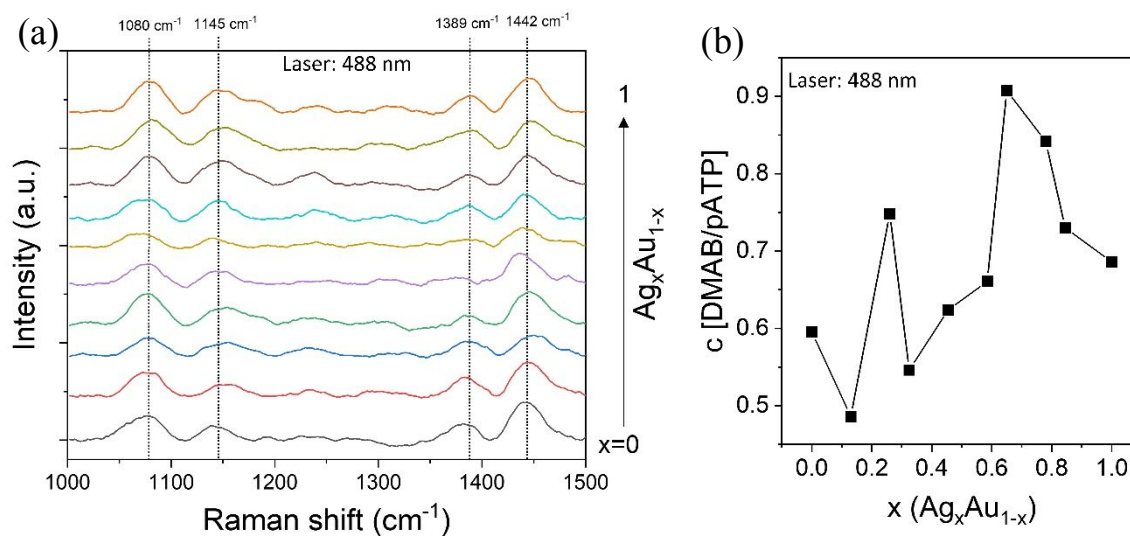 (a)
1080 cm⁻¹ 1145 cm⁻¹ 1389 cm⁻¹ 1442 cm⁻¹
Laser: 488 nm
1
AgₓAu₁₋ₓ
x=0
Intensity (a.u.)
1000 1100 1200 1300 1400 1500
Raman shift (cm⁻¹)
(b)
Laser: 488 nm
0.9
0.8
0.7
0.6
0.5
c [DMAB/pATP]
0.0 0.2 0.4 0.6 0.8 1.0
x (AgₓAu₁₋ₓ)